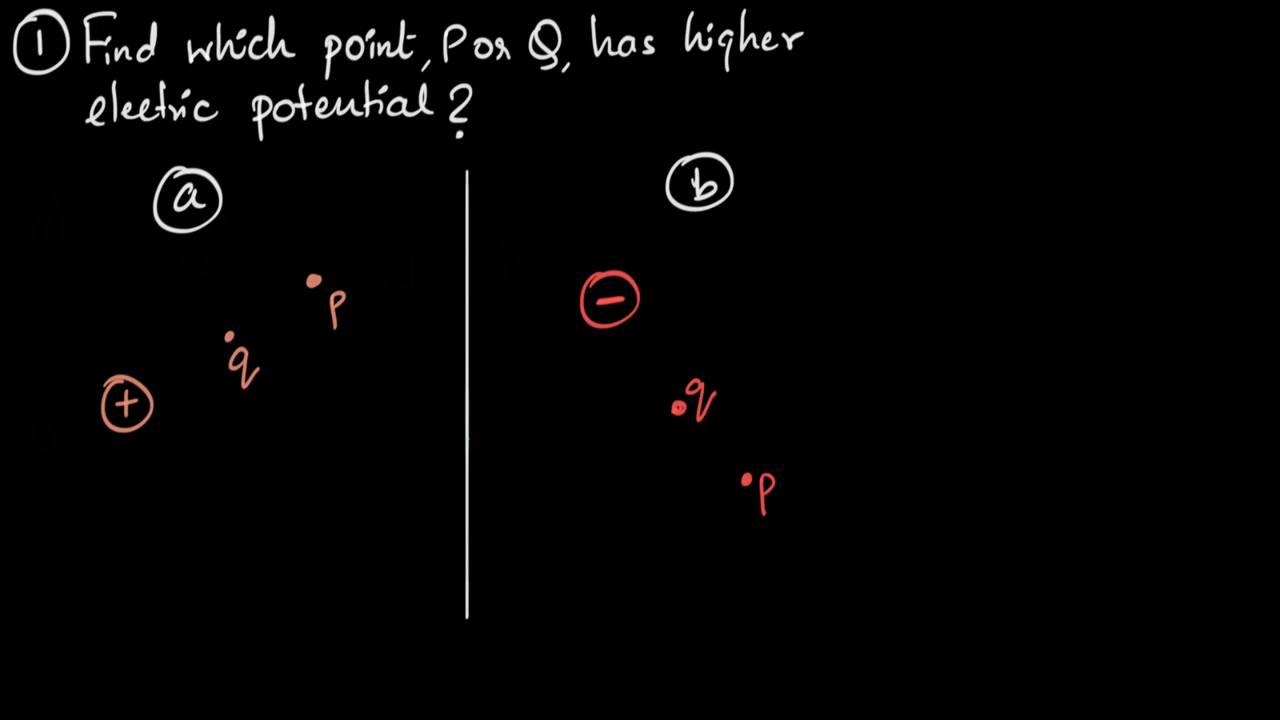 ① Find which point, P or Q, has higher
electric potential?
ⓐ
ⓑ
p
q
+
−
q
p